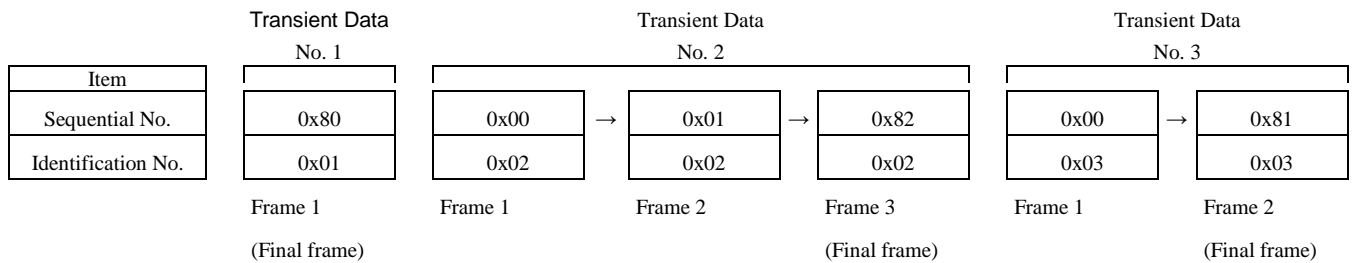 Transient Data Transient Data Transient Data
No. 1 No. 2 No. 3
Item
Sequential No. 0x80 0x00 → 0x01 → 0x82 0x00 → 0x81
Identification No. 0x01 0x02 0x02 0x02 0x03 0x03
Frame 1 Frame 1 Frame 2 Frame 3 Frame 1 Frame 2
(Final frame) (Final frame) (Final frame)